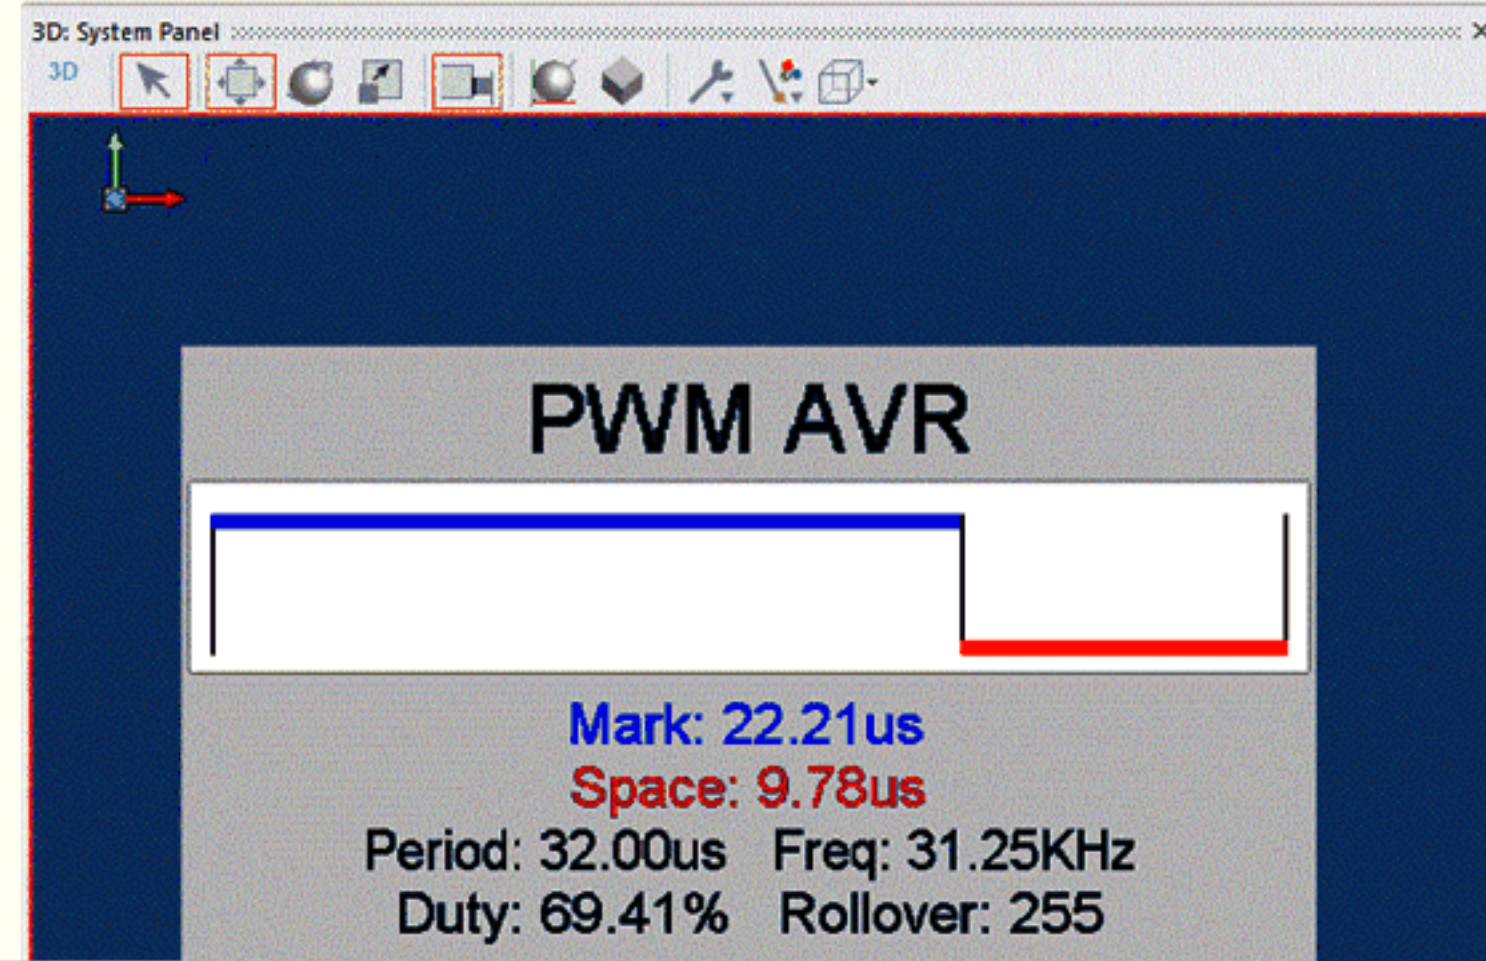 3D: System Panel
3D
PWM AVR
Mark: 22.21us
Space: 9.78us
Period: 32.00us Freq: 31.25KHz
Duty: 69.41% Rollover: 255